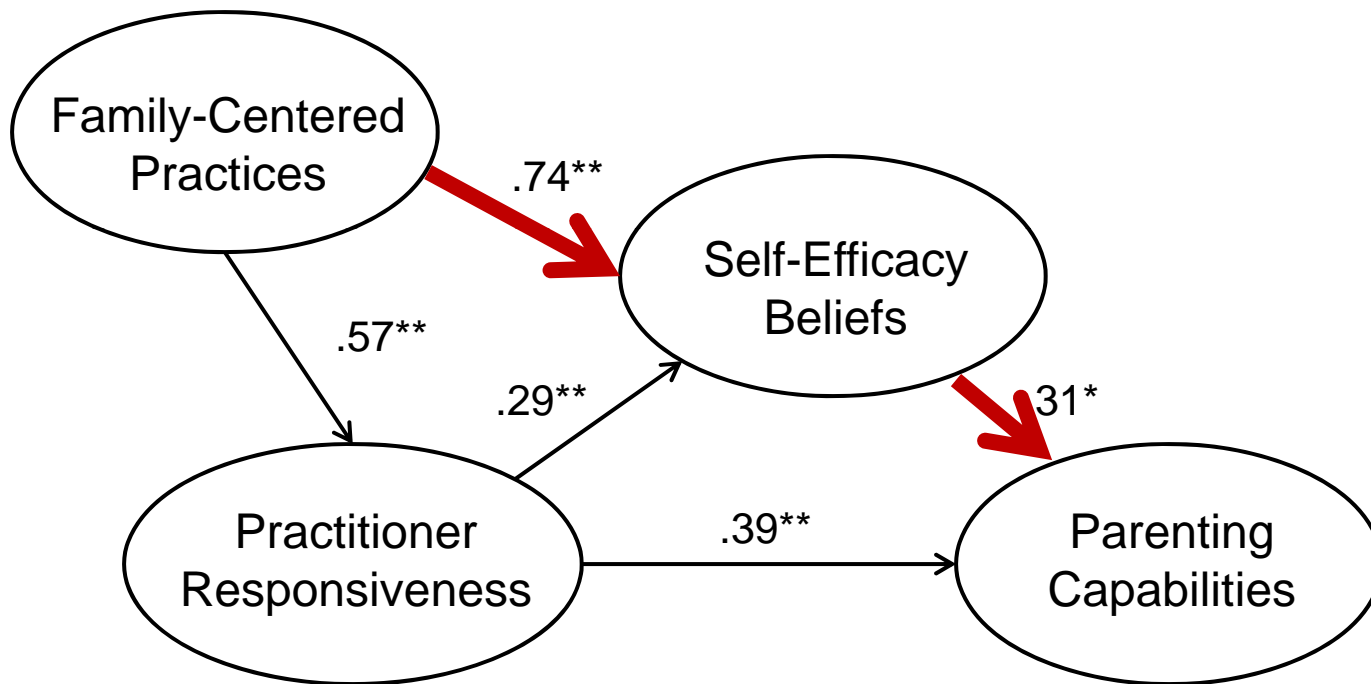 Family-Centered
Practices
.74**
Self-Efficacy
Beliefs
.57**
.29**
31*
Practitioner
Responsiveness
.39**
Parenting
Capabilities